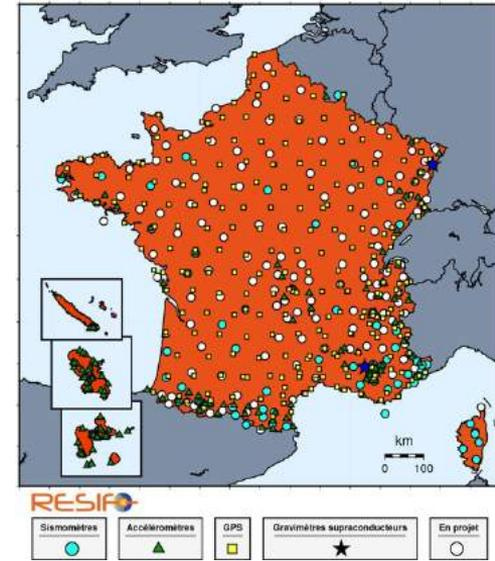 km
0 100
RESIF
Sismomètres
Accéléromètres
GPS
Gravimètres supraconducteurs
En projet